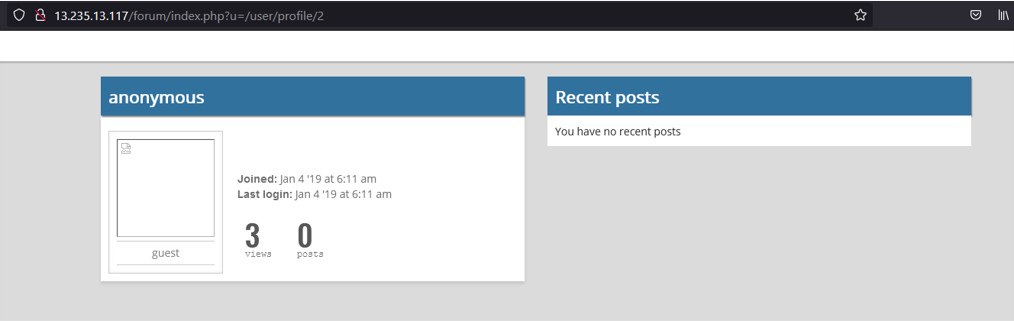 13.235.13.117/forum/index.php?u=/user/profile/2
anonymous
Recent posts
You have no recent posts
Joined: Jan 4 '19 at 6:11 am
Last login: Jan 4 '19 at 6:11 am
3 0
views posts
guest